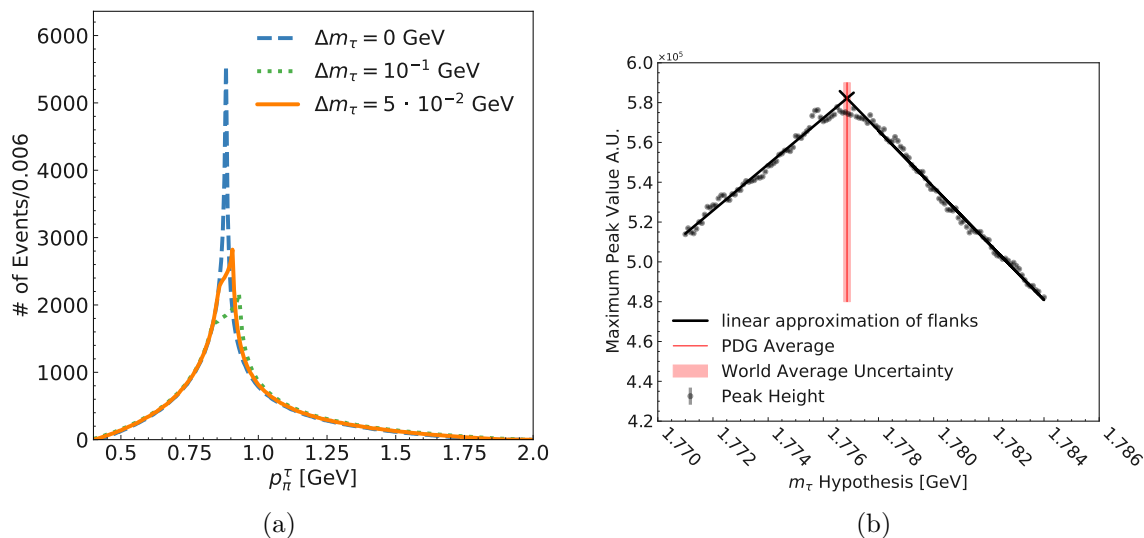 6000
5000
4000
3000
2000
1000
0
# of Events/0.006
Δm_τ = 0 GeV
Δm_τ = 10⁻¹ GeV
Δm_τ = 5 · 10⁻² GeV
0.5 0.75 1.0 1.25 1.5 1.75 2.0
p_π^τ [GeV]
(a)
×10⁵
6.0
5.8
5.6
5.4
5.2
5.0
4.8
4.6
4.4
4.2
Maximum Peak Value A.U.
linear approximation of flanks
PDG Average
World Average Uncertainty
Peak Height
1.770 1.772 1.774 1.776 1.778 1.780 1.782 1.784 1.786
m_τ Hypothesis [GeV]
(b)